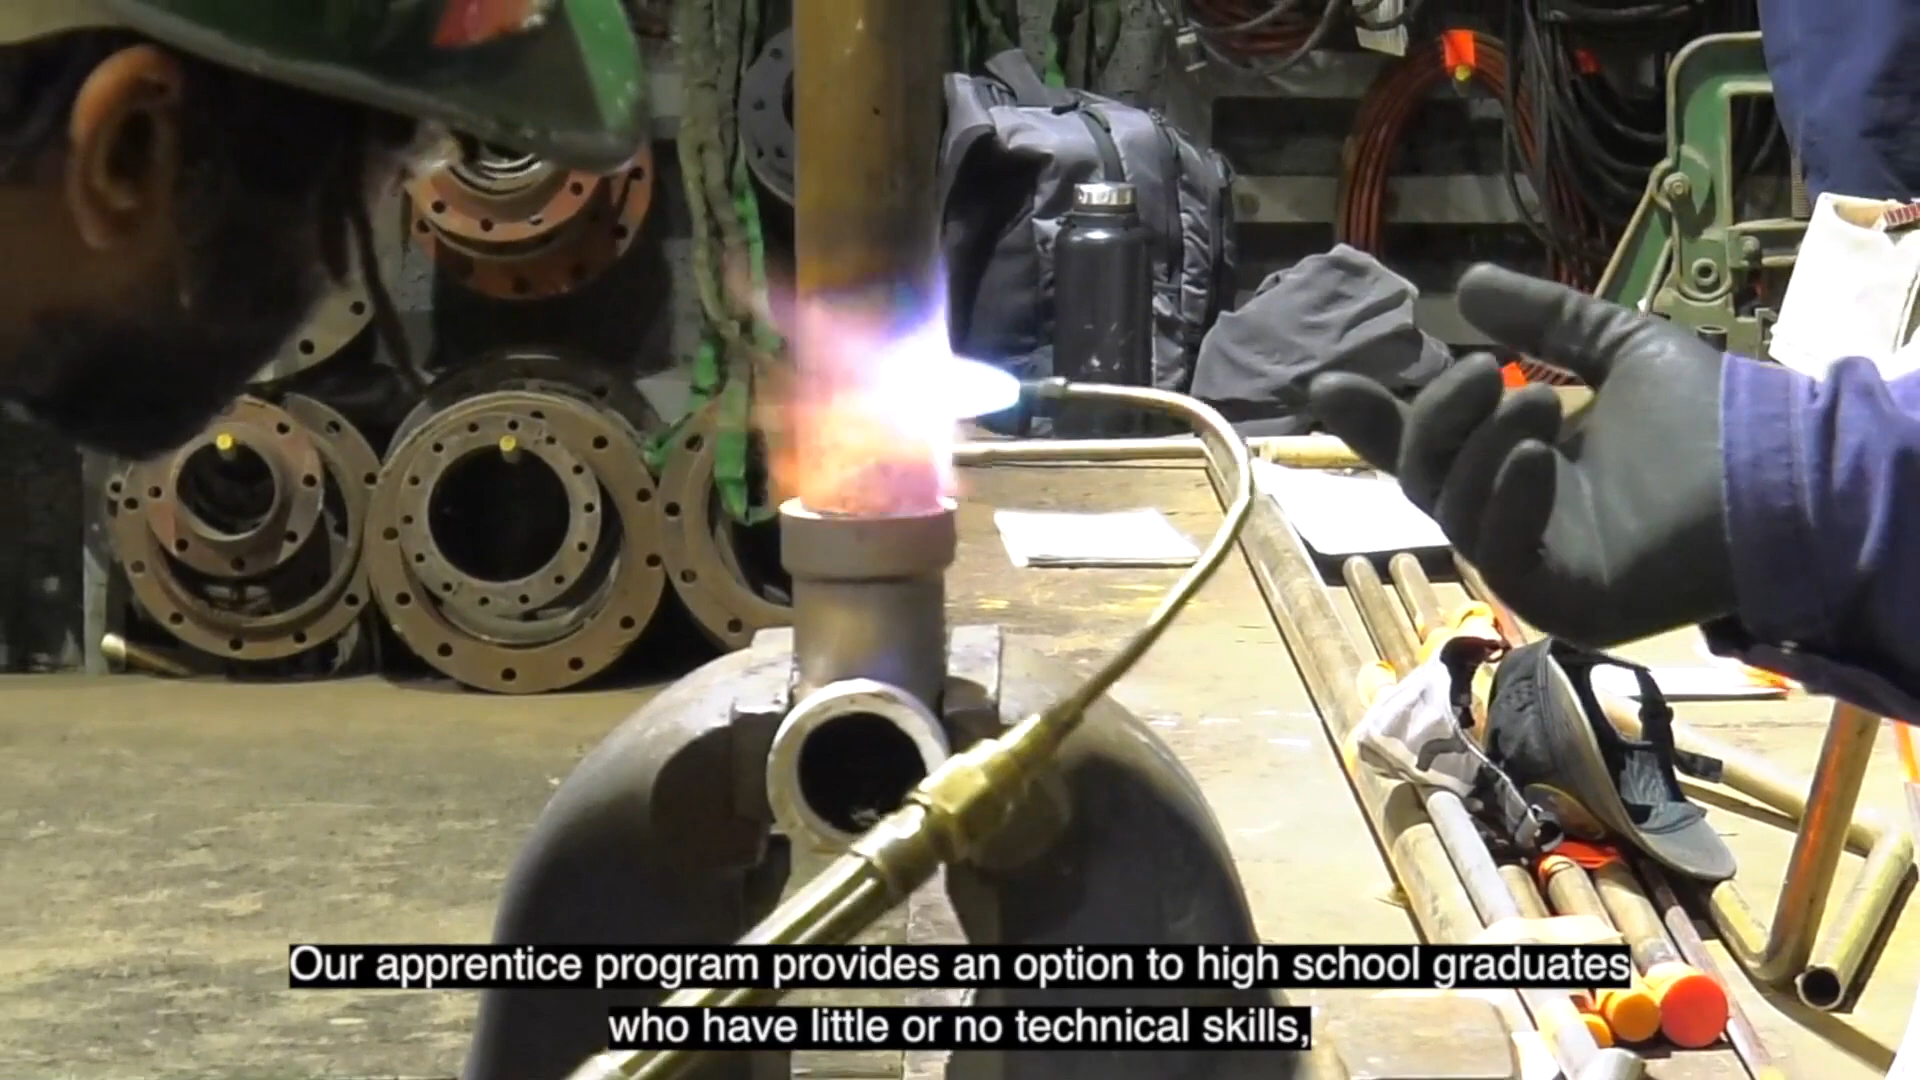 Our apprentice program provides an option to high school graduates
who have little or no technical skills,